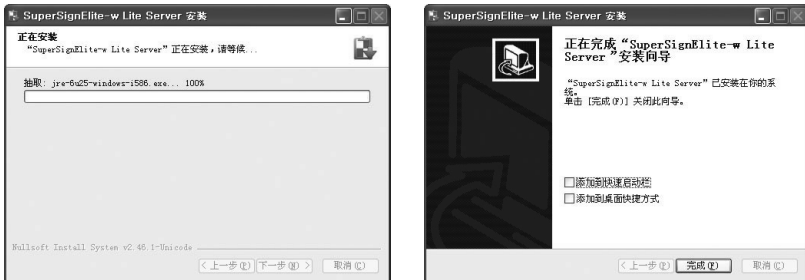 SuperSignElite-w Lite Server 安装
正在安装
“SuperSignElite-w Lite Server”正在安装，请等候...
抽取: jre-6u25-windows-i586.exe... 100%
Nullsoft Install System v2.46.1-Unicode
< 上一步(P) 下一步(N) > 取消(C)
SuperSignElite-w Lite Server 安装
正在完成“SuperSignElite-w Lite
Server”安装向导
“SuperSignElite-w Lite Server”已安装在你的系
统。
单击 [完成(F)] 关闭此向导。
添加到快速启动栏
添加到桌面快捷方式
< 上一步(P) 完成(F) 取消(C)